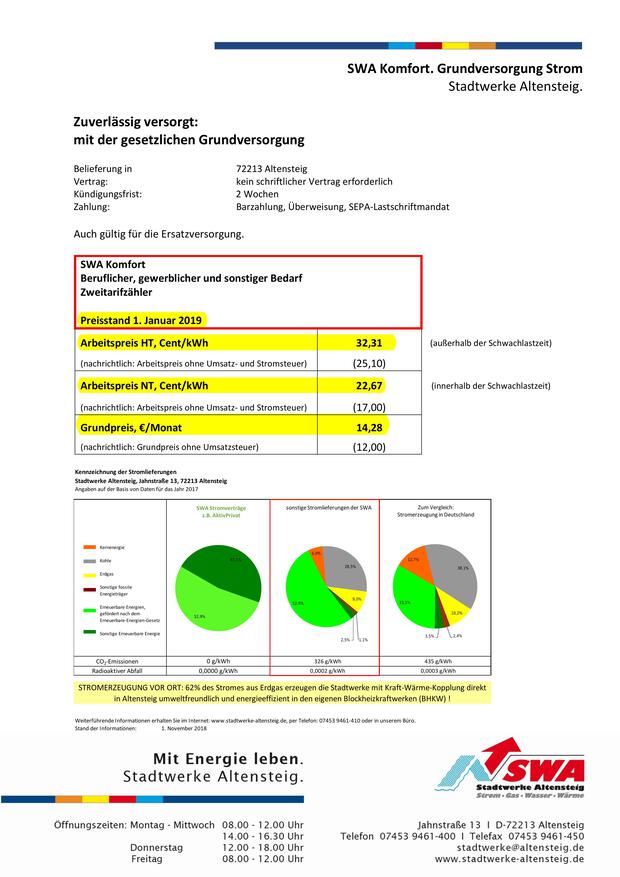 SWA Komfort. Grundversorgung Strom
Stadtwerke Altensteig.
Zuverlässig versorgt:
mit der gesetzlichen Grundversorgung
Belieferung in 72213 Altensteig
Vertrag: kein schriftlicher Vertrag erforderlich
Kündigungsfrist: 2 Wochen
Zahlung: Barzahlung, Überweisung, SEPA-Lastschriftmandat
Auch gültig für die Ersatzversorgung.
SWA Komfort
Beruflicher, gewerblicher und sonstiger Bedarf
Zweitarifzähler
Preisstand 1. Januar 2019
Arbeitspreis HT, Cent/kWh 32,31 (außerhalb der Schwachlastzeit)
(nachrichtlich: Arbeitspreis ohne Umsatz- und Stromsteuer) (25,10)
Arbeitspreis NT, Cent/kWh 22,67 (innerhalb der Schwachlastzeit)
(nachrichtlich: Arbeitspreis ohne Umsatz- und Stromsteuer) (17,00)
Grundpreis, €/Monat 14,28
(nachrichtlich: Grundpreis ohne Umsatzsteuer) (12,00)
Kennzeichnung der Stromlieferungen
Stadtwerke Altensteig, Jahnstraße 13, 72213 Altensteig
Angaben auf der Basis von Daten für das Jahr 2017
SWA Stromverträge
z.B. AktivPrivat
sonstige Stromlieferungen der SWA
Zum Vergleich:
Stromerzeugung in Deutschland
Kernenergie
Kohle
Erdgas
Sonstige fossile
Energieträger
Erneuerbare Energien,
gefördert nach dem
Erneuerbare-Energien-Gesetz
Sonstige Erneuerbare Energie
28,5%
9,0%
2,5%
1,1%
12,7%
38,1%
10,2%
3,5%
2,4%
CO2-Emissionen 0 g/kWh 326 g/kWh 435 g/kWh
Radioaktiver Abfall 0,0000 g/kWh 0,0002 g/kWh 0,0003 g/kWh
STROMERZEUGUNG VOR ORT: 62% des Stromes aus Erdgas erzeugen die Stadtwerke mit Kraft-Wärme-Kopplung direkt
in Altensteig umweltfreundlich und energieeffizient in den eigenen Blockheizkraftwerken (BHKW) !
Weiterführende Informationen erhalten Sie im Internet: www.stadtwerke-altensteig.de, per Telefon: 07453 9461-410 oder in unserem Büro.
Stand der Informationen: 1. November 2018
Mit Energie leben.
Stadtwerke Altensteig.
SWA
Stadtwerke Altensteig
Strom - Gas - Wasser - Wärme
Öffnungszeiten: Montag - Mittwoch 08.00 - 12.00 Uhr
14.00 - 16.30 Uhr
Donnerstag 12.00 - 18.00 Uhr
Freitag 08.00 - 12.00 Uhr
Jahnstraße 13 I D-72213 Altensteig
Telefon 07453 9461-400 I Telefax 07453 9461-450
stadtwerke@altensteig.de
www.stadtwerke-altensteig.de